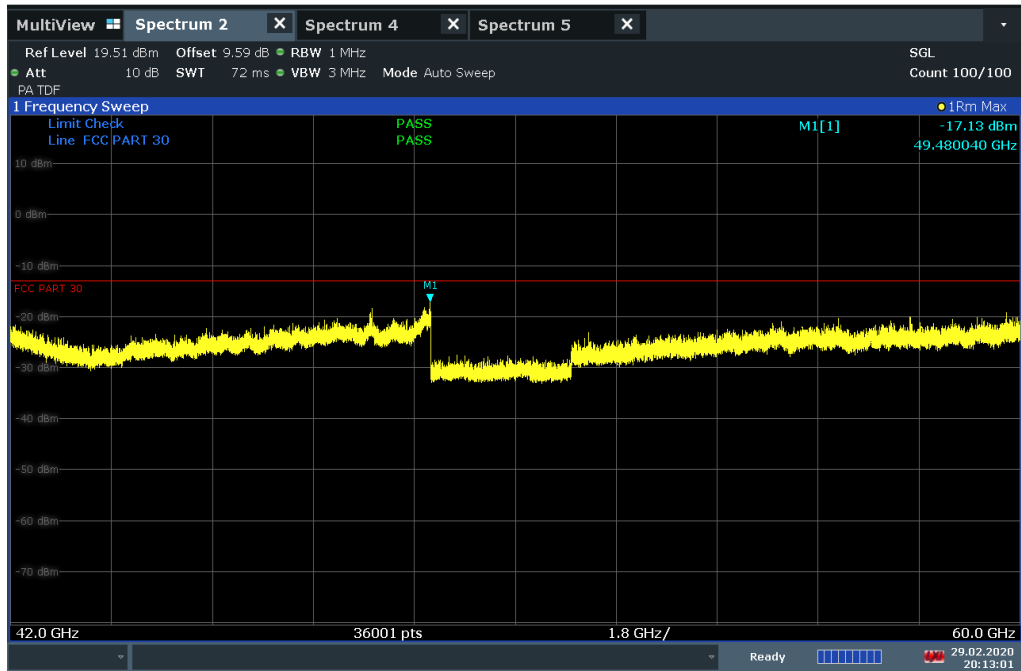 MultiView Spectrum 2 X Spectrum 4 X Spectrum 5 X
Ref Level 19.51 dBm Offset 9.59 dB RBW 1 MHz SGL
Att 10 dB SWT 72 ms VBW 3 MHz Mode Auto Sweep Count 100/100
PA TDF
1 Frequency Sweep 1Rm Max
Limit Check PASS M1[1] -17.13 dBm
Line FCC PART 30 PASS 49.480040 GHz
10 dBm
0 dBm
-10 dBm
FCC PART 30 M1
-20 dBm
-30 dBm
-40 dBm
-50 dBm
-60 dBm
-70 dBm
42.0 GHz 36001 pts 1.8 GHz/ 60.0 GHz
Ready 29.02.2020
20:13:01